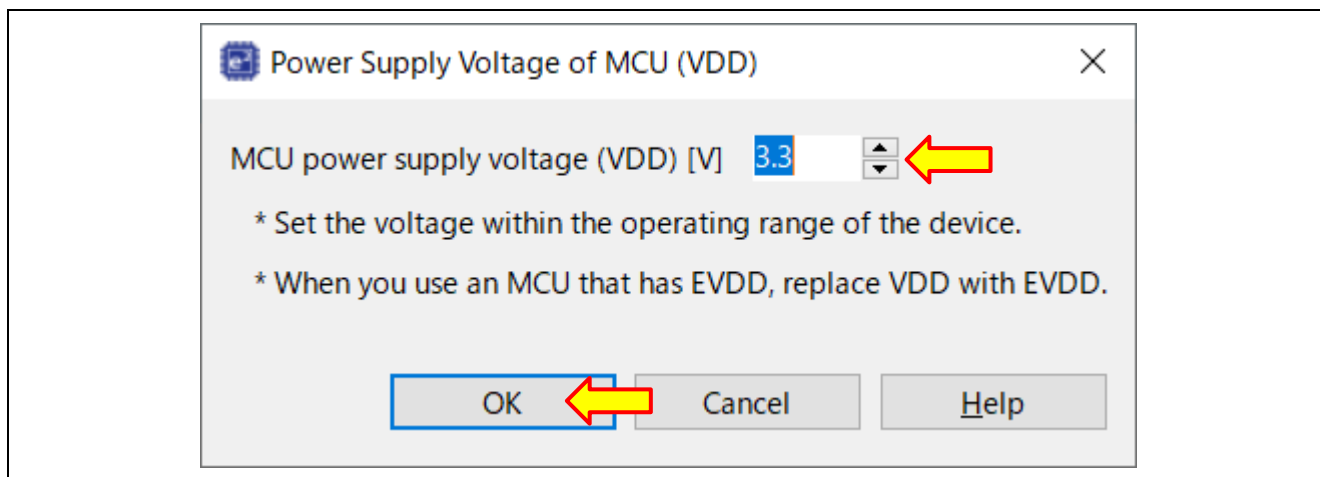 Power Supply Voltage of MCU (VDD)
MCU power supply voltage (VDD) [V] 3.3
* Set the voltage within the operating range of the device.
* When you use an MCU that has EVDD, replace VDD with EVDD.
OK Cancel Help